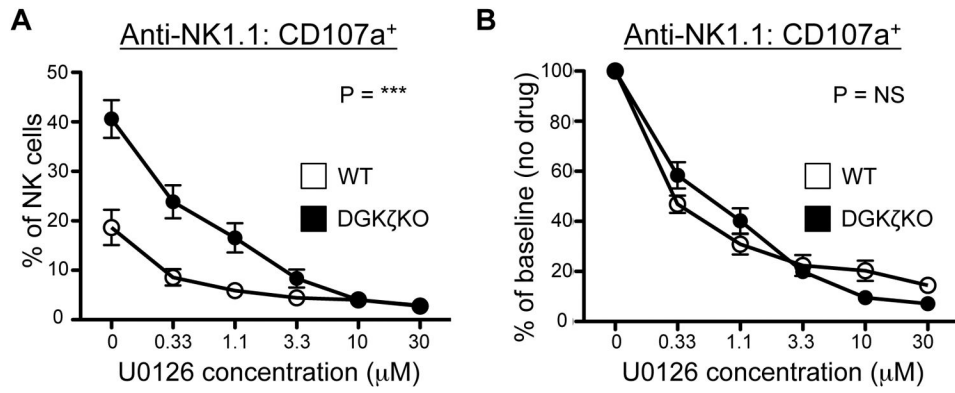 A
Anti-NK1.1: CD107a⁺
% of NK cells
50
40
30
20
10
0
P = ***
WT
DGKζKO
0 0.33 1.1 3.3 10 30
U0126 concentration (μM)
B
Anti-NK1.1: CD107a⁺
% of baseline (no drug)
100
80
60
40
20
0
P = NS
WT
DGKζKO
0 0.33 1.1 3.3 10 30
U0126 concentration (μM)